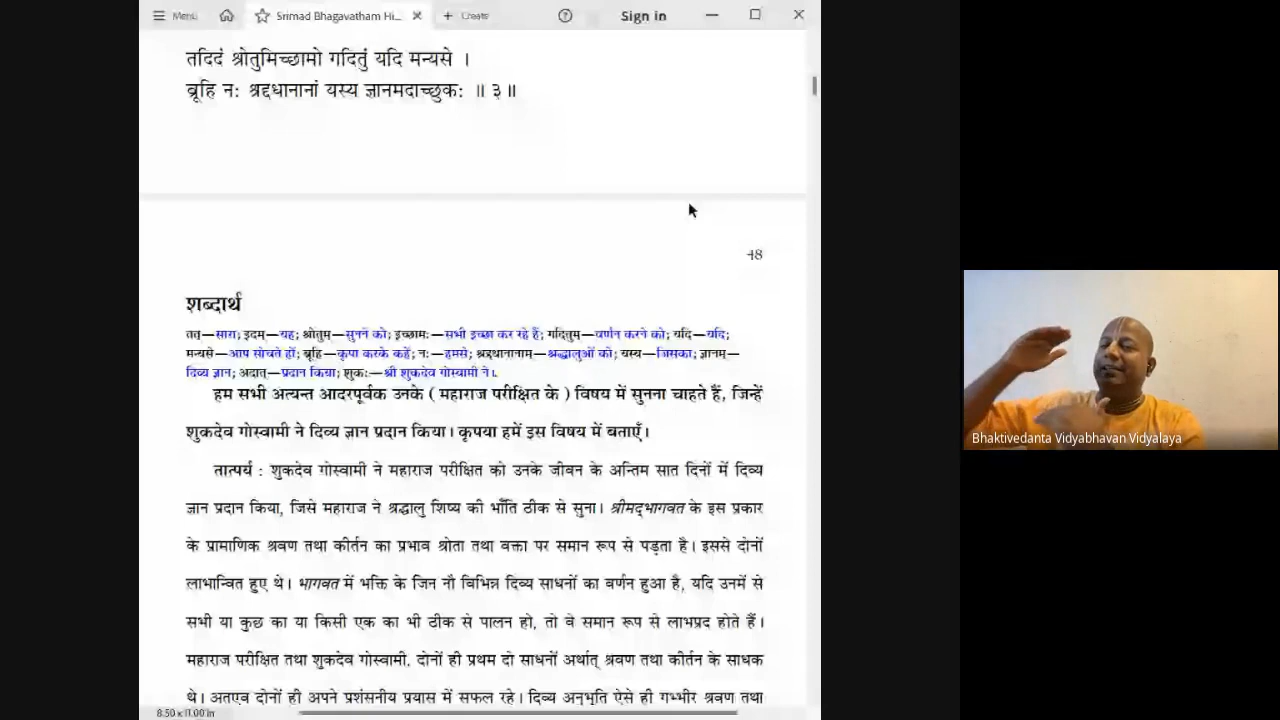 Menu
Srimad Bhagavatham Hi...
Create
Sign in
तदिदं श्रोतुमिच्छामो गदितुं यदि मन्यसे ।
ब्रूहि न: श्रद्दधानानां यस्य ज्ञानमदाच्छुक: ॥ ३॥
48
शब्दार्थ
तत्—सारा; इदम्—यह; श्रोतुम्—सुनने को; इच्छाम:—सभी इच्छा कर रहे हैं; गदितुम्—वर्णन करने को; यदि—यदि;
मन्यसे—आप सोचते हों; ब्रूहि—कृपा करके कहें; न:—हमसे; श्रद्दधानानाम्—श्रद्धालुओं को; यस्य—जिसका; ज्ञानम्—
दिव्य ज्ञान; अदात्—प्रदान किया; शुक:—श्री शुकदेव गोस्वामी ने।
हम सभी अत्यन्त आदरपूर्वक उनके ( महाराज परीक्षित के ) विषय में सुनना चाहते हैं, जिन्हें
शुकदेव गोस्वामी ने दिव्य ज्ञान प्रदान किया। कृपया हमें इस विषय में बताएँ।
तात्पर्य : शुकदेव गोस्वामी ने महाराज परीक्षित को उनके जीवन के अन्तिम सात दिनों में दिव्य
ज्ञान प्रदान किया, जिसे महाराज ने श्रद्धालु शिष्य की भाँति ठीक से सुना। श्रीमद्भागवत के इस प्रकार
के प्रामाणिक श्रवण तथा कीर्तन का प्रभाव श्रोता तथा वक्ता पर समान रूप से पड़ता है। इससे दोनों
लाभान्वित हुए थे। भागवत में भक्ति के जिन नौ विभिन्न दिव्य साधनों का वर्णन हुआ है, यदि उनमें से
सभी या कुछ का या किसी एक का भी ठीक से पालन हो, तो वे समान रूप से लाभप्रद होते हैं।
महाराज परीक्षित तथा शुकदेव गोस्वामी, दोनों ही प्रथम दो साधनों अर्थात् श्रवण तथा कीर्तन के साधक
थे। अतएव दोनों ही अपने प्रशंसनीय प्रयास में सफल रहे। दिव्य अनुभूति ऐसे ही गम्भीर श्रवण तथा
8.50 x 11.00 in
Bhaktivedanta Vidyabhavan Vidyalaya